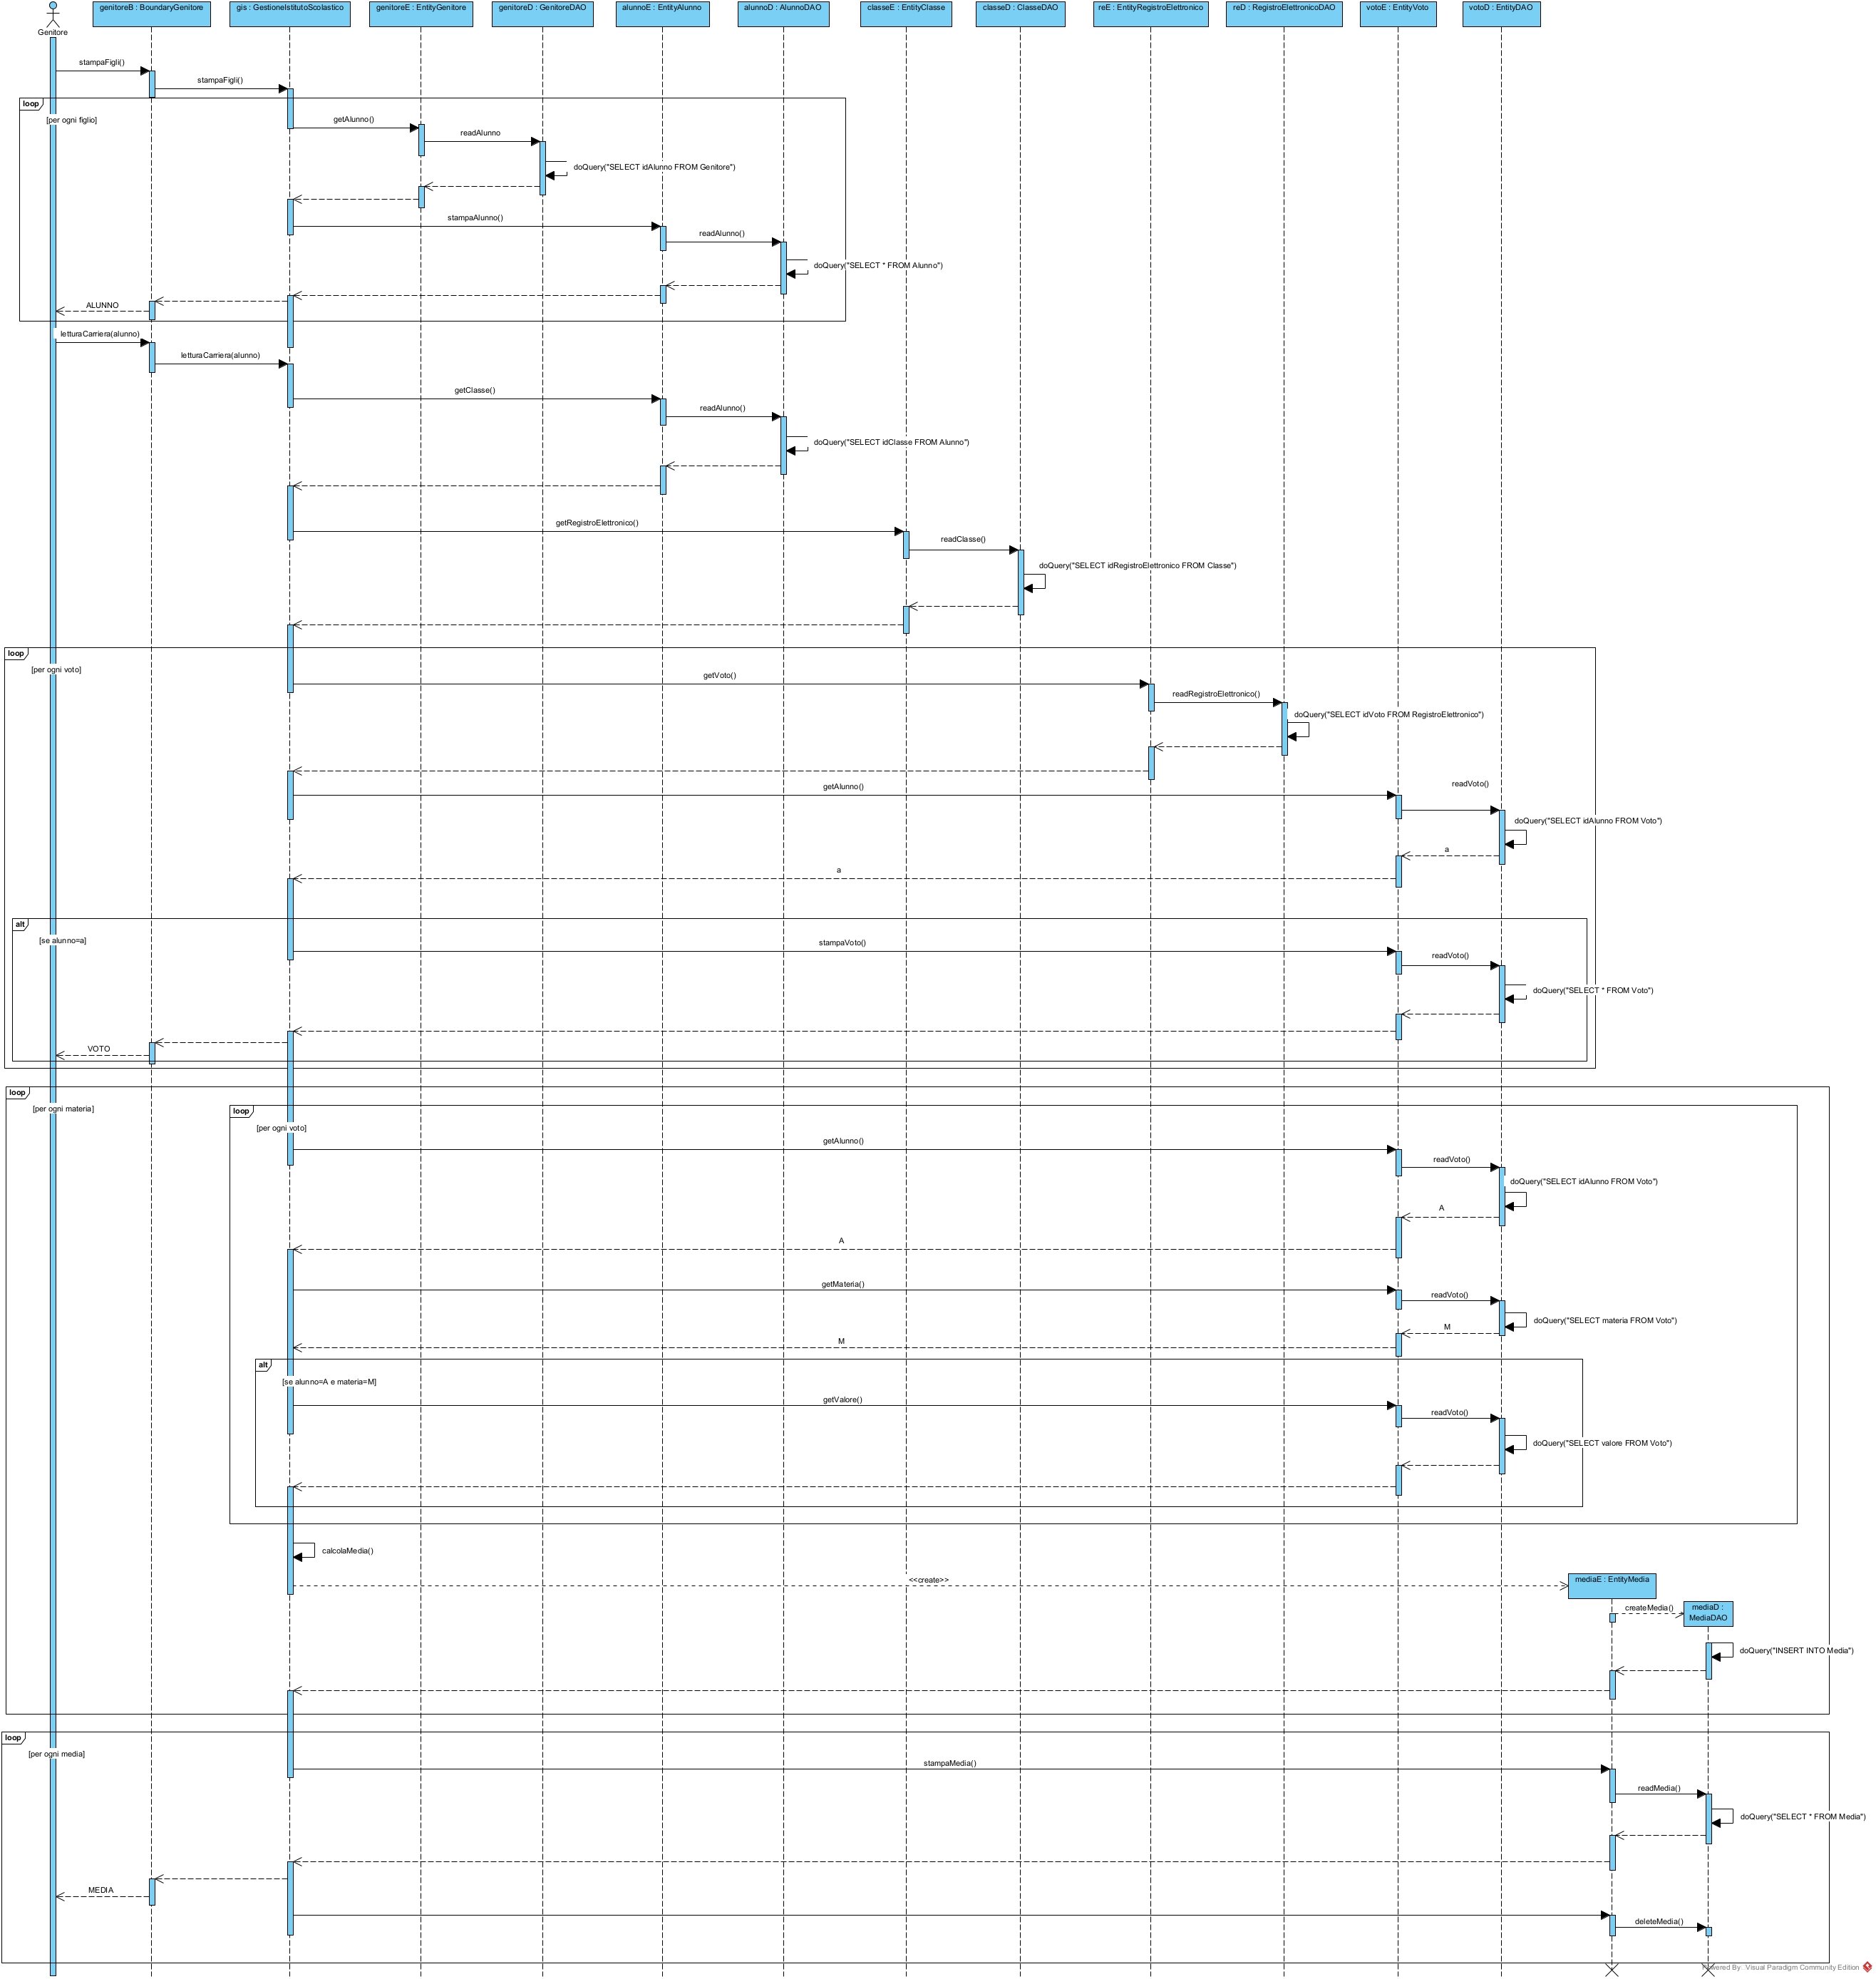 genitoreB : BoundaryGenitore
gis : GestioneIstitutoScolastico
genitoreE : EntityGenitore
genitoreD : GenitoreDAO
alunnoE : EntityAlunno
alunnoD : AlunnoDAO
classeE : EntityClasse
classeD : ClasseDAO
reE : EntityRegistroElettronico
reD : RegistroElettronicoDAO
votoE : EntityVoto
votoD : EntityDAO
Genitore
stampaFigli()
stampaFigli()
loop
[per ogni figlio]
getAlunno()
readAlunno
doQuery("SELECT idAlunno FROM Genitore")
stampaAlunno()
readAlunno()
doQuery("SELECT * FROM Alunno")
ALUNNO
letturaCarriera(alunno)
letturaCarriera(alunno)
getClasse()
readAlunno()
doQuery("SELECT idClasse FROM Alunno")
getRegistroElettronico()
readClasse()
doQuery("SELECT idRegistroElettronico FROM Classe")
loop
[per ogni voto]
getVoto()
readRegistroElettronico()
doQuery("SELECT idVoto FROM RegistroElettronico")
getAlunno()
readVoto()
doQuery("SELECT idAlunno FROM Voto")
a
a
alt
[se alunno=a]
stampaVoto()
readVoto()
doQuery("SELECT * FROM Voto")
VOTO
loop
[per ogni materia]
loop
[per ogni voto]
getAlunno()
readVoto()
doQuery("SELECT idAlunno FROM Voto")
A
A
getMateria()
readVoto()
doQuery("SELECT materia FROM Voto")
M
M
alt
[se alunno=A e materia=M]
getValore()
readVoto()
doQuery("SELECT valore FROM Voto")
calcolaMedia()
<<create>>
mediaE : EntityMedia
createMedia()
mediaD :
MediaDAO
doQuery("INSERT INTO Media")
loop
[per ogni media]
stampaMedia()
readMedia()
doQuery("SELECT * FROM Media")
MEDIA
deleteMedia()
Powered By Visual Paradigm Community Edition